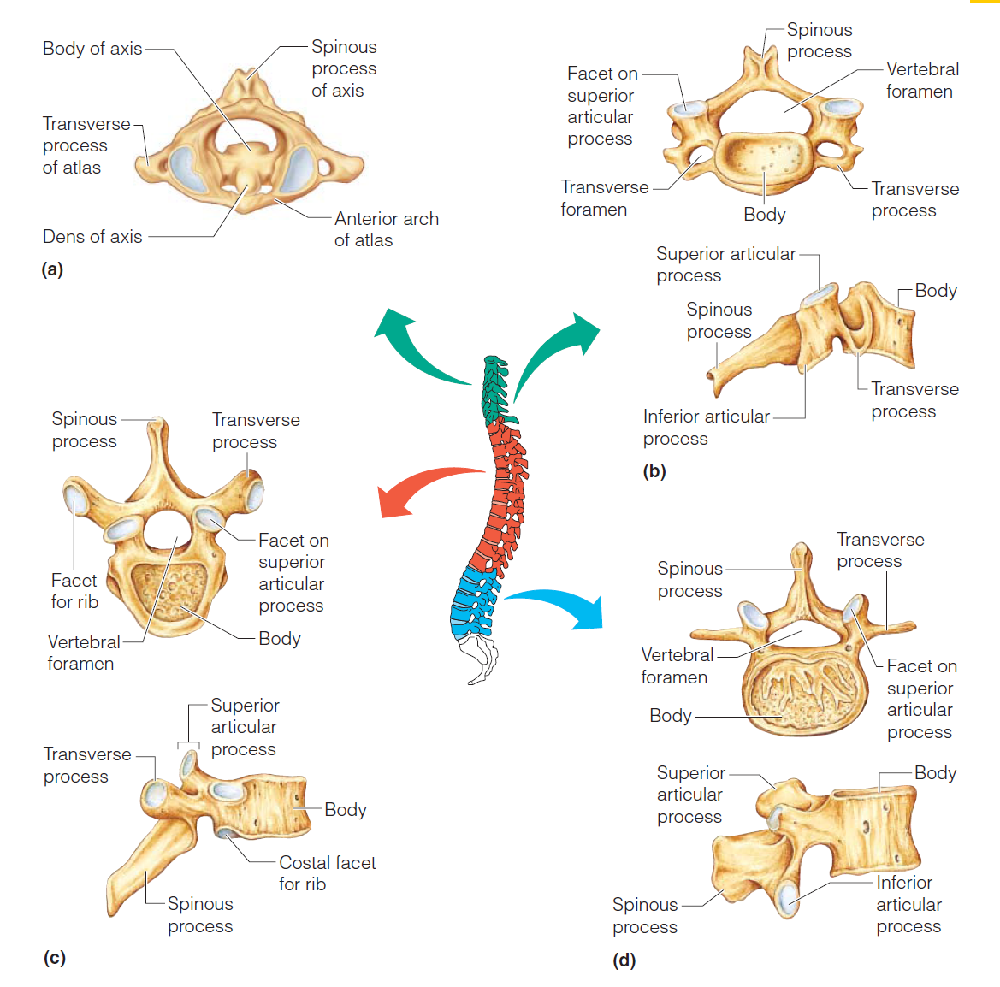 Body of axis
Spinous
process
of axis
Transverse
process
of atlas
Anterior arch
of atlas
Dens of axis
(a)
Spinous
process
Facet on
superior
articular
process
Vertebral
foramen
Transverse
foramen
Body
Transverse
process
Superior articular
process
Body
Spinous
process
Transverse
process
Inferior articular
process
(b)
Spinous
process
Transverse
process
Facet on
superior
articular
process
Facet
for rib
Vertebral
foramen
Body
Superior
articular
process
Transverse
process
Body
Costal facet
for rib
Spinous
process
(c)
Transverse
process
Spinous
process
Vertebral
foramen
Facet on
superior
articular
process
Body
Superior
articular
process
Body
Inferior
articular
process
Spinous
process
(d)